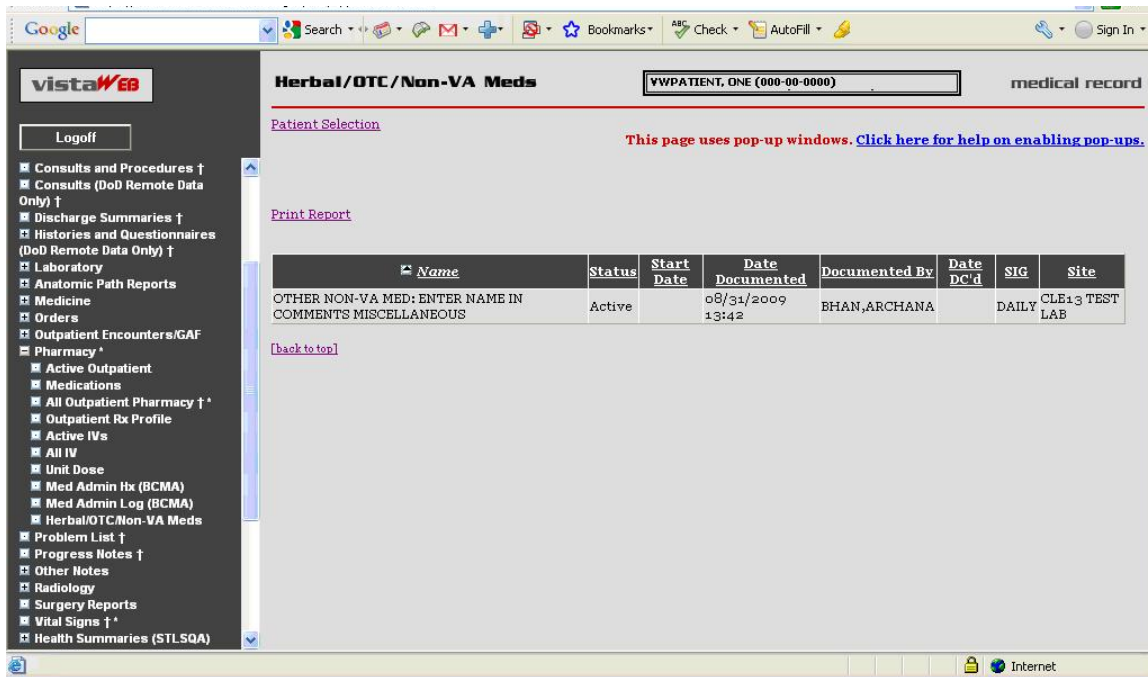 Google
Search
Bookmarks
Check
AutoFill
Sign In
vistaWEB
Herbal/OTC/Non-VA Meds
VWPATIENT, ONE (000-00-0000)
medical record
Logoff
Patient Selection
This page uses pop-up windows. Click here for help on enabling pop-ups.
Consults and Procedures †
Consults (DoD Remote Data
Only) †
Discharge Summaries †
Histories and Questionnaires
(DoD Remote Data Only) †
Laboratory
Anatomic Path Reports
Medicine
Orders
Outpatient Encounters/GAF
Pharmacy *
Active Outpatient
Medications
All Outpatient Pharmacy † *
Outpatient Rx Profile
Active IVs
All IV
Unit Dose
Med Admin Hx (BCMA)
Med Admin Log (BCMA)
Herbal/OTC/Non-VA Meds
Problem List †
Progress Notes †
Other Notes
Radiology
Surgery Reports
Vital Signs † *
Health Summaries (STLSQA)
Print Report
Name Status Start Date Date Documented Documented By Date DC'd SIG Site
OTHER NON-VA MED: ENTER NAME IN Active 08/31/2009 BHAN,ARCHANA DAILY CLE13 TEST
COMMENTS MISCELLANEOUS 13:42 LAB
[back to top]
Internet